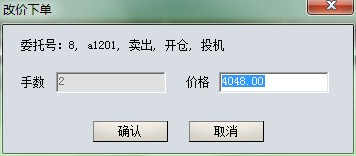 改价下单
委托号: 8, a1201, 卖出, 开仓, 投机
手数 2 价格 4048.00
确认 取消